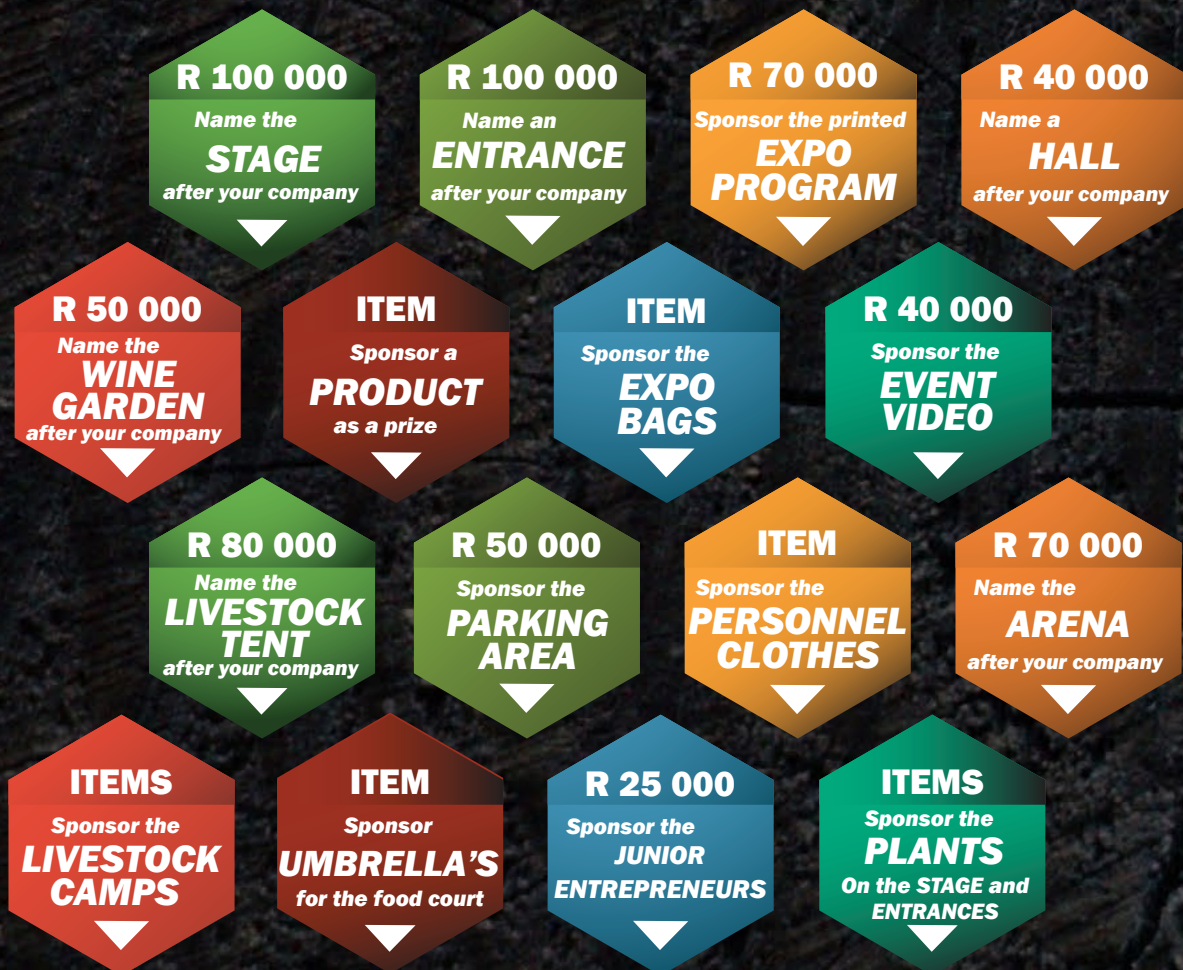 R 100 000
Name the
STAGE
after your company
R 100 000
Name an
ENTRANCE
after your company
R 70 000
Sponsor the printed
EXPO
PROGRAM
R 40 000
Name a
HALL
after your company
R 50 000
Name the
WINE
GARDEN
after your company
ITEM
Sponsor a
PRODUCT
as a prize
ITEM
Sponsor the
EXPO
BAGS
R 40 000
Sponsor the
EVENT
VIDEO
R 80 000
Name the
LIVESTOCK
TENT
after your company
R 50 000
Sponsor the
PARKING
AREA
ITEM
Sponsor the
PERSONNEL
CLOTHES
R 70 000
Name the
ARENA
after your company
ITEMS
Sponsor the
LIVESTOCK
CAMPS
ITEM
Sponsor
UMBRELLA'S
for the food court
R 25 000
Sponsor the
JUNIOR
ENTREPRENEURS
ITEMS
Sponsor the
PLANTS
On the STAGE and
ENTRANCES